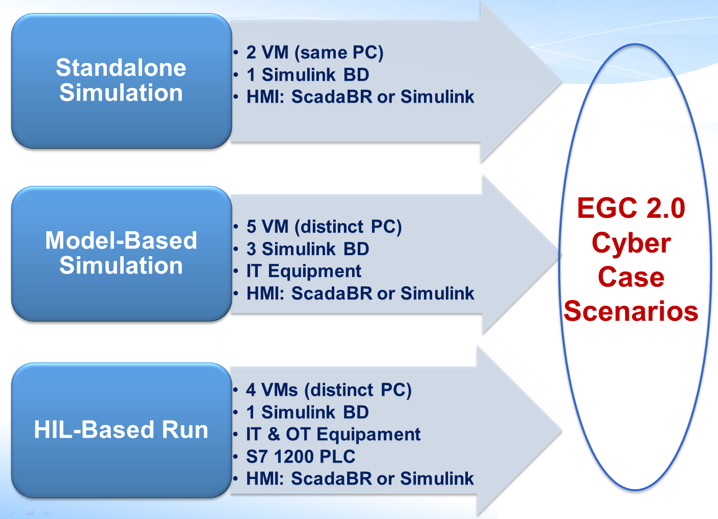 Standalone
Simulation
• 2 VM (same PC)
• 1 Simulink BD
• HMI: ScadaBR or Simulink
Model-Based
Simulation
• 5 VM (distinct PC)
• 3 Simulink BD
• IT Equipment
• HMI: ScadaBR or Simulink
HIL-Based Run
• 4 VMs (distinct PC)
• 1 Simulink BD
• IT & OT Equipament
• S7 1200 PLC
• HMI: ScadaBR or Simulink
EGC 2.0
Cyber
Case
Scenarios